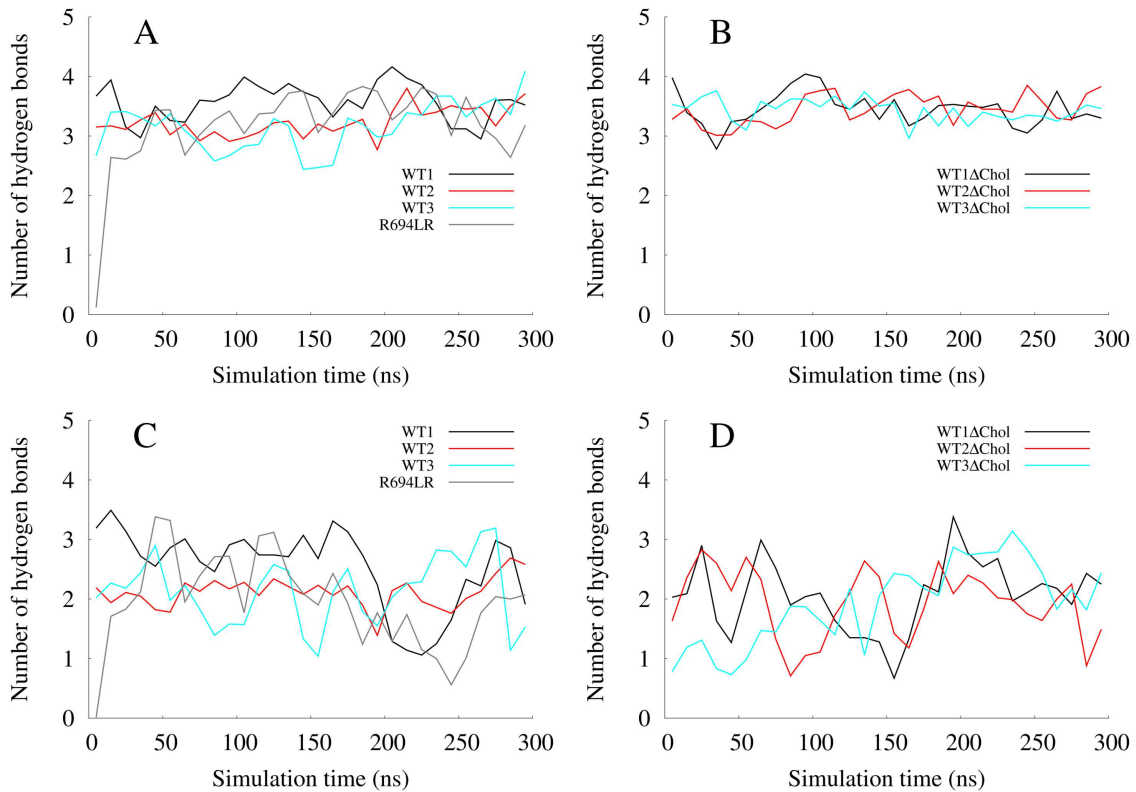 A
Number of hydrogen bonds
5
4
3
2
1
0
WT1
WT2
WT3
R694LR
0 50 100 150 200 250 300
Simulation time (ns)
B
Number of hydrogen bonds
5
4
3
2
1
0
WT1ΔChol
WT2ΔChol
WT3ΔChol
0 50 100 150 200 250 300
Simulation time (ns)
C
Number of hydrogen bonds
5
4
3
2
1
0
WT1
WT2
WT3
R694LR
0 50 100 150 200 250 300
Simulation time (ns)
D
Number of hydrogen bonds
5
4
3
2
1
0
WT1ΔChol
WT2ΔChol
WT3ΔChol
0 50 100 150 200 250 300
Simulation time (ns)